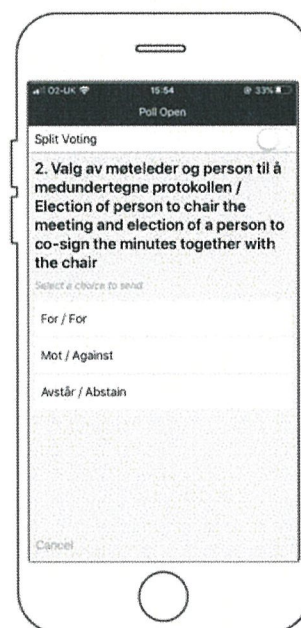 O2-UK 15:54 @ 33%
Poll Open
Split Voting
2. Valg av møteleder og person til å
medundertegne protokollen /
Election of person to chair the
meeting and election of a person to
co-sign the minutes together with
the chair
Select a choice to send
For / For
Mot / Against
Avstår / Abstain
Cancel